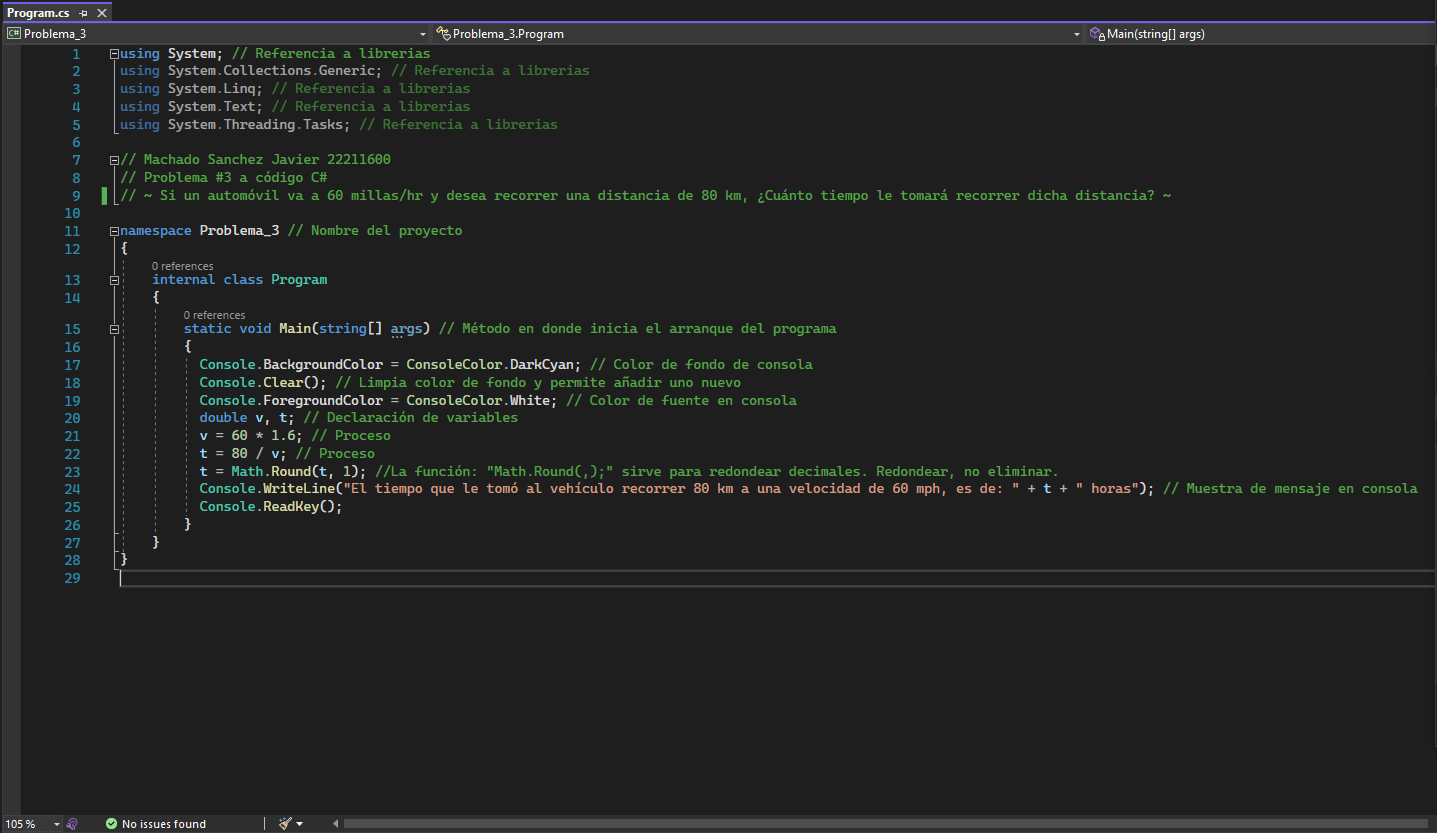 Program.cs
C# Problema_3
Problema_3.Program
Main(string[] args)
1 using System; // Referencia a librerias
2 using System.Collections.Generic; // Referencia a librerias
3 using System.Linq; // Referencia a librerias
4 using System.Text; // Referencia a librerias
5 using System.Threading.Tasks; // Referencia a librerias
6
7 // Machado Sanchez Javier 22211600
8 // Problema #3 a código C#
9 // ~ Si un automóvil va a 60 millas/hr y desea recorrer una distancia de 80 km, ¿Cuánto tiempo le tomará recorrer dicha distancia? ~
10
11 namespace Problema_3 // Nombre del proyecto
12 {
0 references
13 internal class Program
14 {
0 references
15 static void Main(string[] args) // Método en donde inicia el arranque del programa
16 {
17 Console.BackgroundColor = ConsoleColor.DarkCyan; // Color de fondo de consola
18 Console.Clear(); // Limpia color de fondo y permite añadir uno nuevo
19 Console.ForegroundColor = ConsoleColor.White; // Color de fuente en consola
20 double v, t; // Declaración de variables
21 v = 60 * 1.6; // Proceso
22 t = 80 / v; // Proceso
23 t = Math.Round(t, 1); //La función: "Math.Round(,);" sirve para redondear decimales. Redondear, no eliminar.
24 Console.WriteLine("El tiempo que le tomó al vehículo recorrer 80 km a una velocidad de 60 mph, es de: " + t + " horas"); // Muestra de mensaje en consola
25 Console.ReadKey();
26 }
27 }
28 }
29
105 %
No issues found